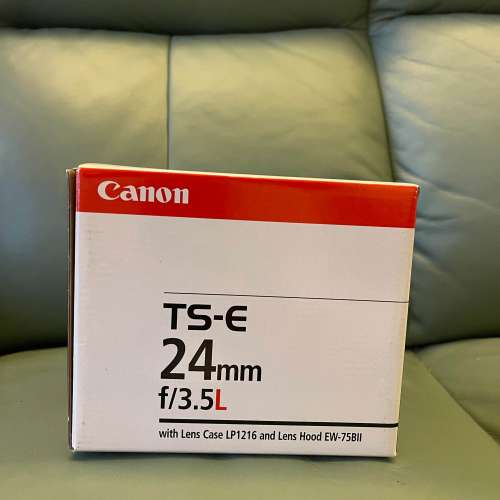 Canon
TS-E
24mm
f/3.5L
with Lens Case LP1216 and Lens Hood EW-75BII